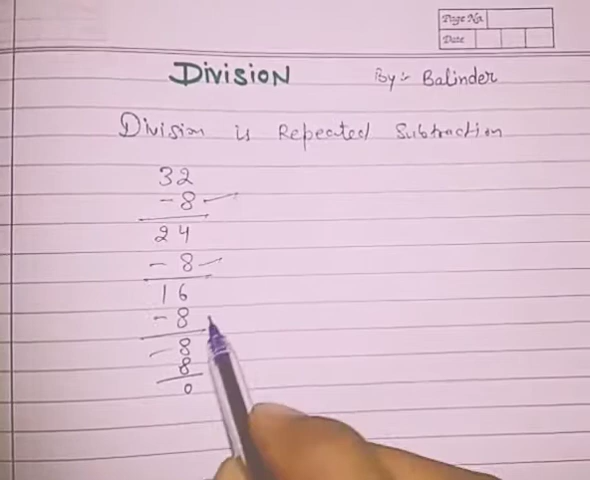 Page No.
Date
Division By:- Balinder
Division is Repeated Subtraction
32
-8
24
-8
16
-8
-8
8
0